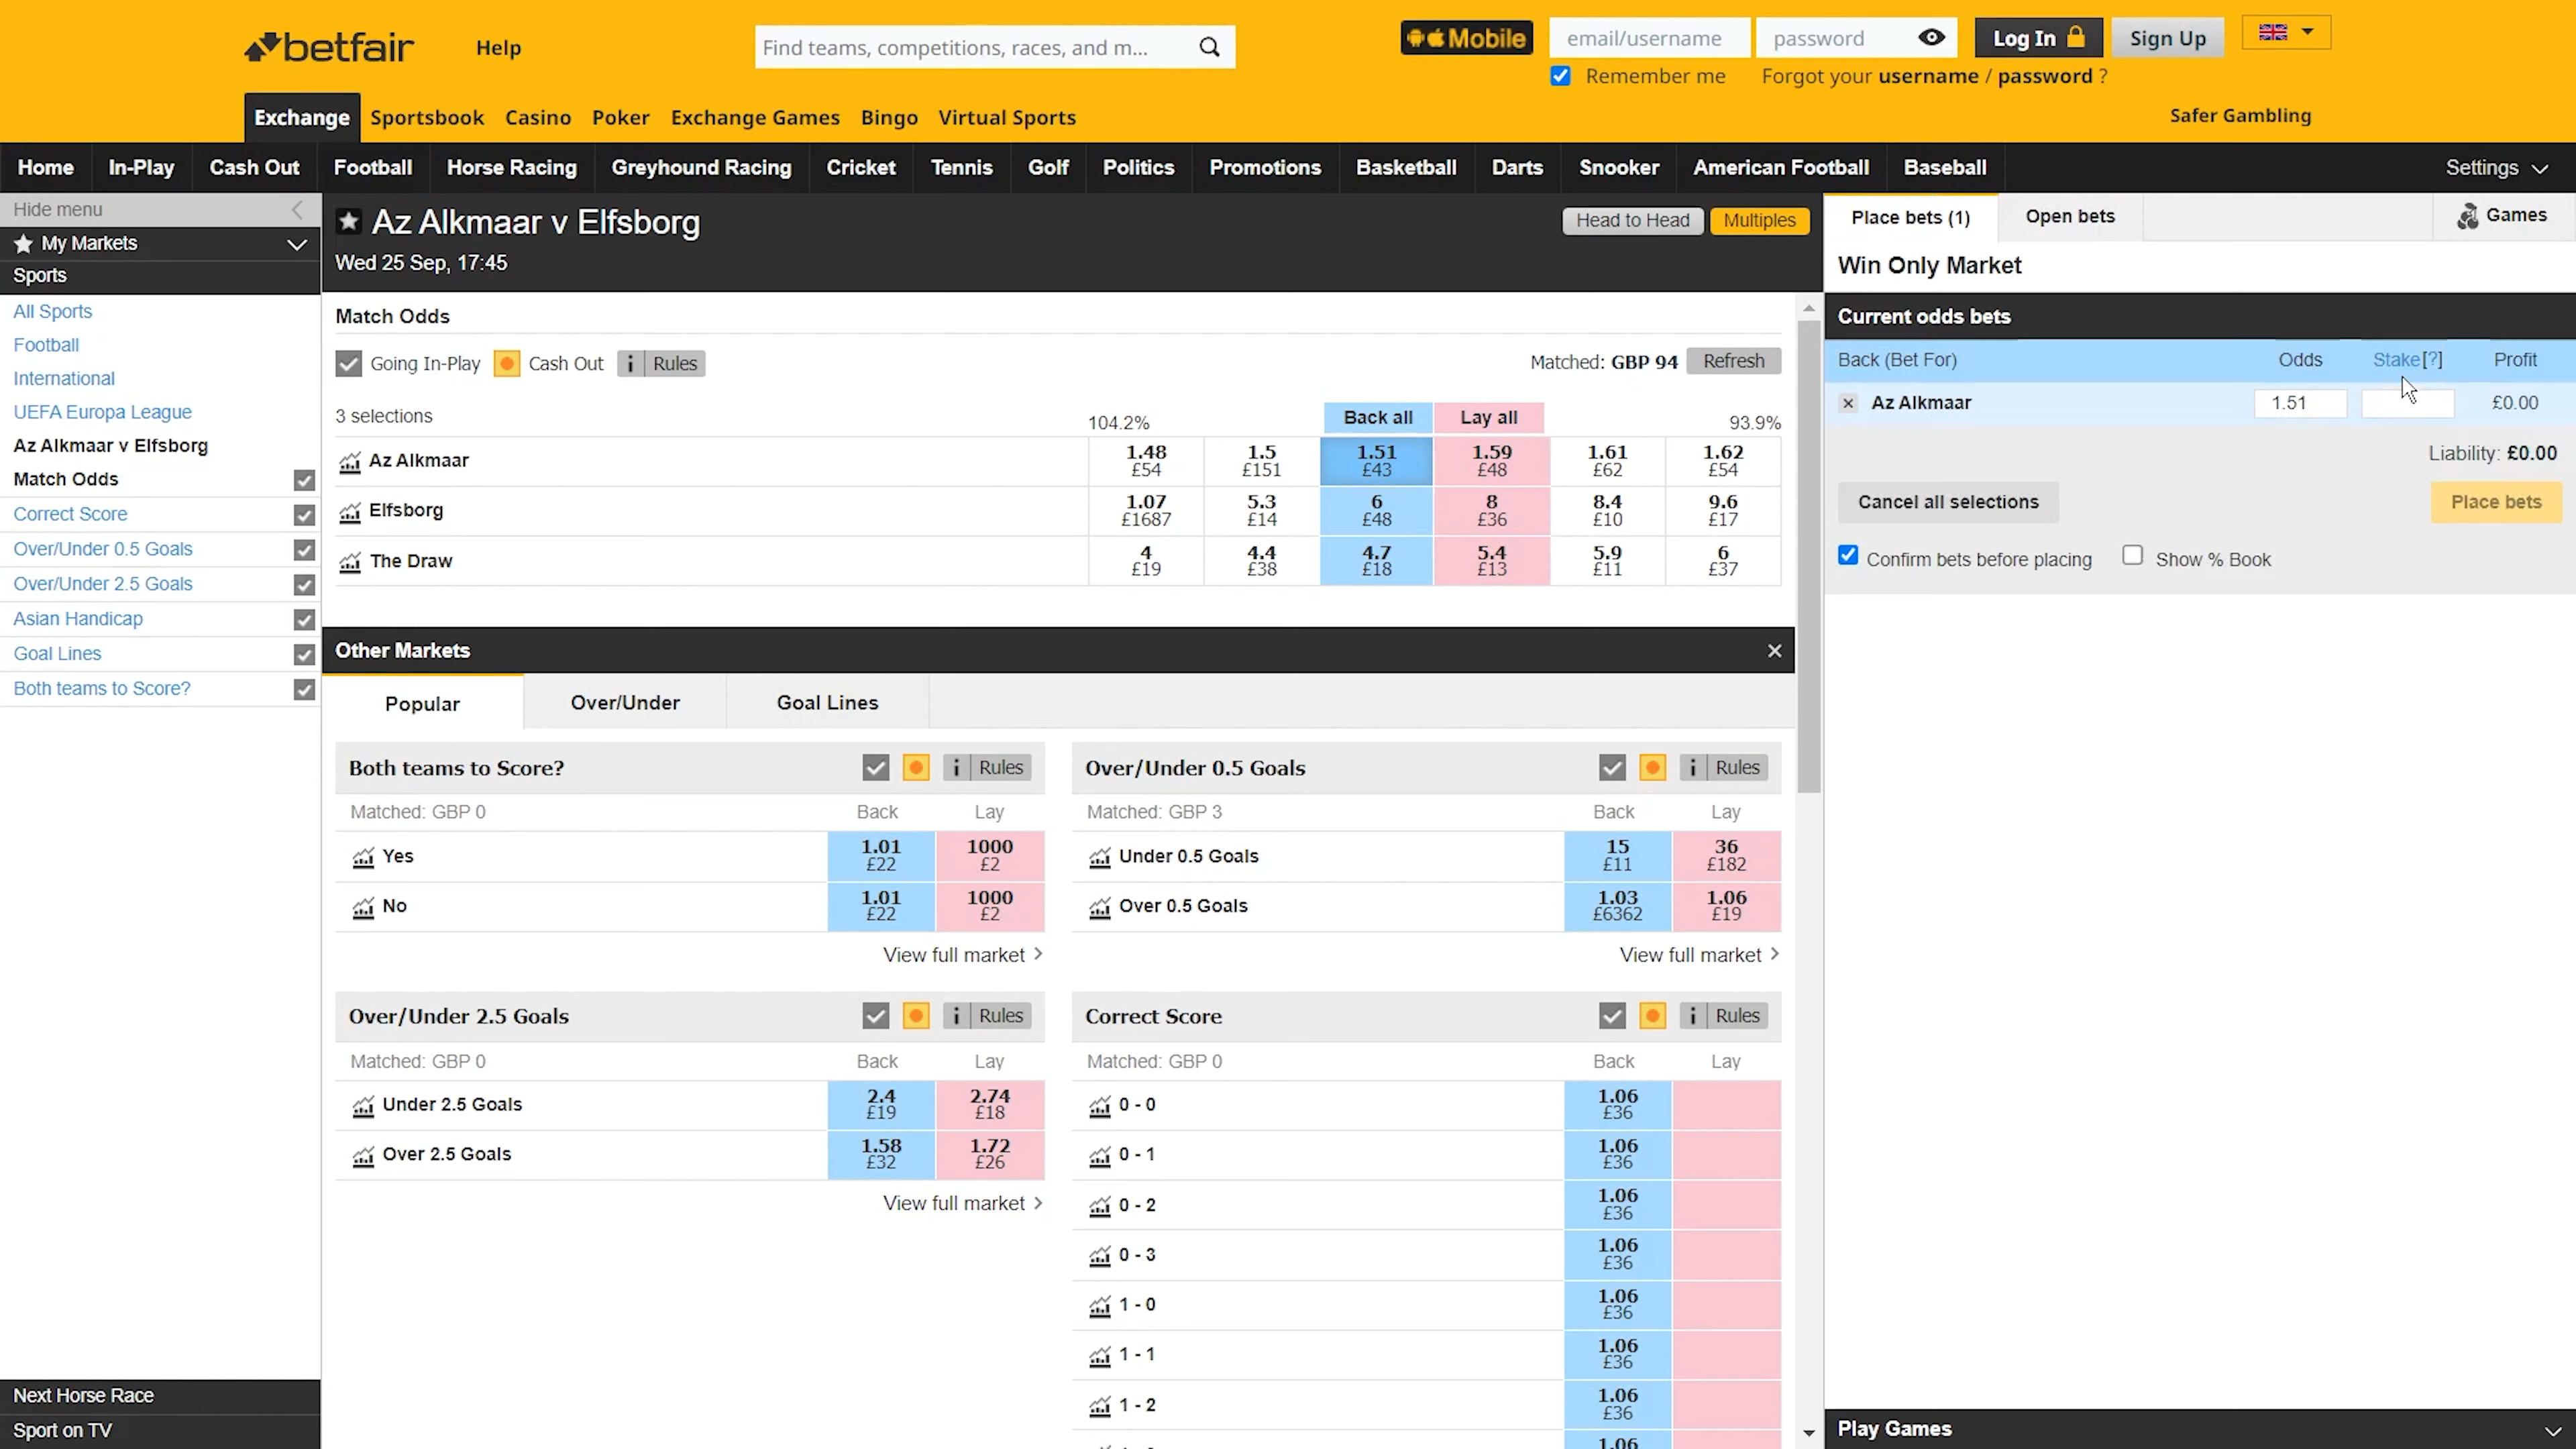 betfair
Help
Find teams, competitions, races, and m...
Mobile
email/username
password
Log In
Sign Up
Remember me
Forgot your username / password ?
Exchange Sportsbook Casino Poker Exchange Games Bingo Virtual Sports
Safer Gambling
Home In-Play Cash Out Football Horse Racing Greyhound Racing Cricket Tennis Golf Politics Promotions Basketball Darts Snooker American Football Baseball
Settings
Hide menu
My Markets
Sports
All Sports
Football
International
UEFA Europa League
Az Alkmaar v Elfsborg
Match Odds
Correct Score
Over/Under 0.5 Goals
Over/Under 2.5 Goals
Asian Handicap
Goal Lines
Both teams to Score?
Next Horse Race
Sport on TV
Az Alkmaar v Elfsborg
Head to Head
Multiples
Wed 25 Sep, 17:45
Match Odds
Going In-Play
Cash Out
i Rules
Matched: GBP 94
Refresh
3 selections
104.2%
Back all
Lay all
93.9%
Az Alkmaar
1.48 1.5 1.51 1.59 1.61 1.62
£54 £151 £43 £48 £62 £54
Elfsborg
1.07 5.3 6 8 8.4 9.6
£1687 £14 £48 £36 £10 £17
The Draw
4 4.4 4.7 5.4 5.9 6
£19 £38 £18 £13 £11 £37
Other Markets
Popular
Over/Under
Goal Lines
Both teams to Score?
i Rules
Matched: GBP 0 Back Lay
Yes
1.01 1000
£22 £2
No
1.01 1000
£22 £2
View full market
Over/Under 0.5 Goals
i Rules
Matched: GBP 3 Back Lay
Under 0.5 Goals
15 36
£11 £182
Over 0.5 Goals
1.03 1.06
£6362 £19
View full market
Over/Under 2.5 Goals
i Rules
Matched: GBP 0 Back Lay
Under 2.5 Goals
2.4 2.74
£19 £18
Over 2.5 Goals
1.58 1.72
£32 £26
View full market
Correct Score
i Rules
Matched: GBP 0 Back Lay
0 - 0
1.06
£36
0 - 1
1.06
£36
0 - 2
1.06
£36
0 - 3
1.06
£36
1 - 0
1.06
£36
1 - 1
1.06
£36
1 - 2
1.06
£36
1.06
Place bets (1)
Open bets
Games
Win Only Market
Current odds bets
Back (Bet For) Odds Stake[?] Profit
Az Alkmaar 1.51 £0.00
Liability: £0.00
Cancel all selections
Place bets
Confirm bets before placing
Show % Book
Play Games